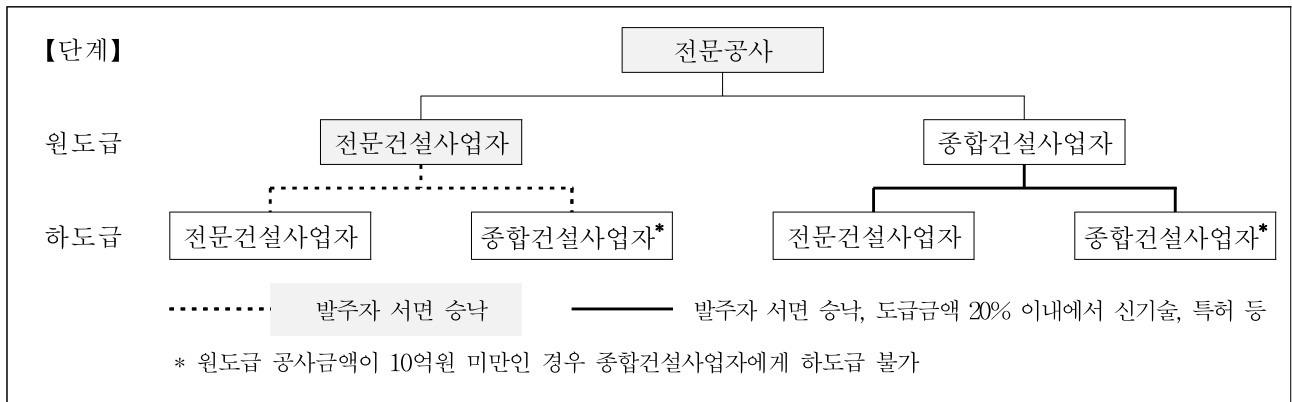 【단계】 전문공사
원도급 전문건설사업자 종합건설사업자
하도급 전문건설사업자 종합건설사업자* 전문건설사업자 종합건설사업자*
발주자 서면 승낙 발주자 서면 승낙, 도급금액 20% 이내에서 신기술, 특허 등
* 원도급 공사금액이 10억원 미만인 경우 종합건설사업자에게 하도급 불가